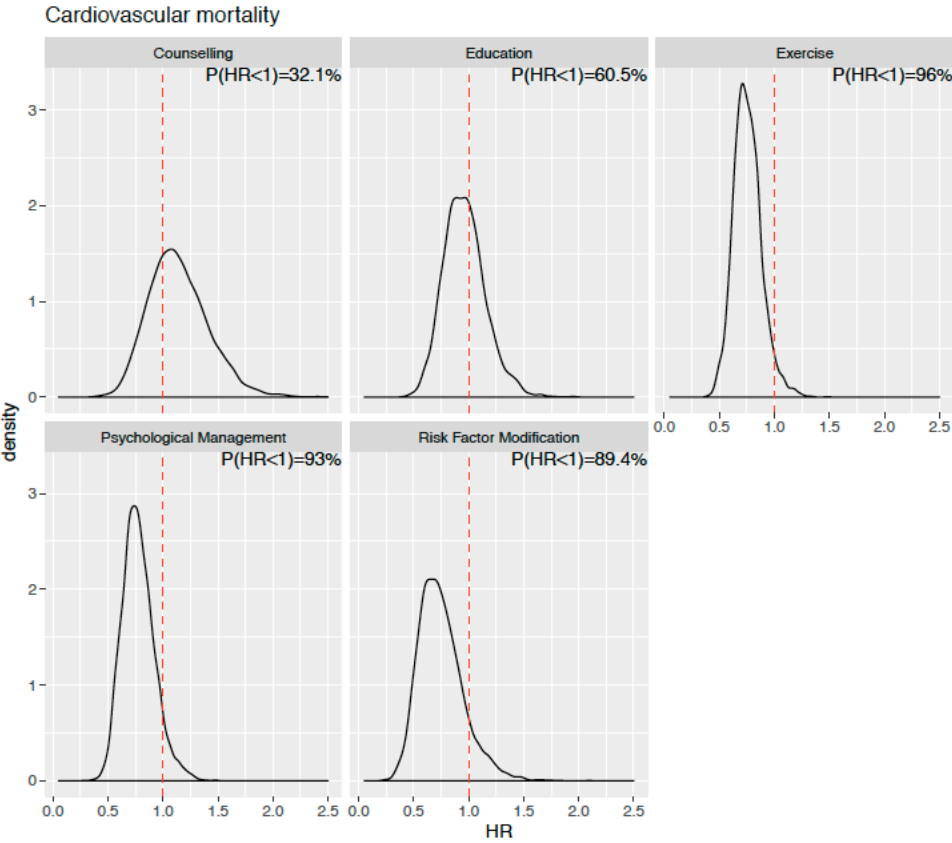 Cardiovascular mortality
Counselling
Education
Exercise
P(HR<1)=32.1%
P(HR<1)=60.5%
P(HR<1)=96%
3
2
1
0
0.0 0.5 1.0 1.5 2.0 2.5
density
Psychological Management
Risk Factor Modification
P(HR<1)=93%
P(HR<1)=89.4%
3
2
1
0
0.0 0.5 1.0 1.5 2.0 2.5
0.0 0.5 1.0 1.5 2.0 2.5
HR